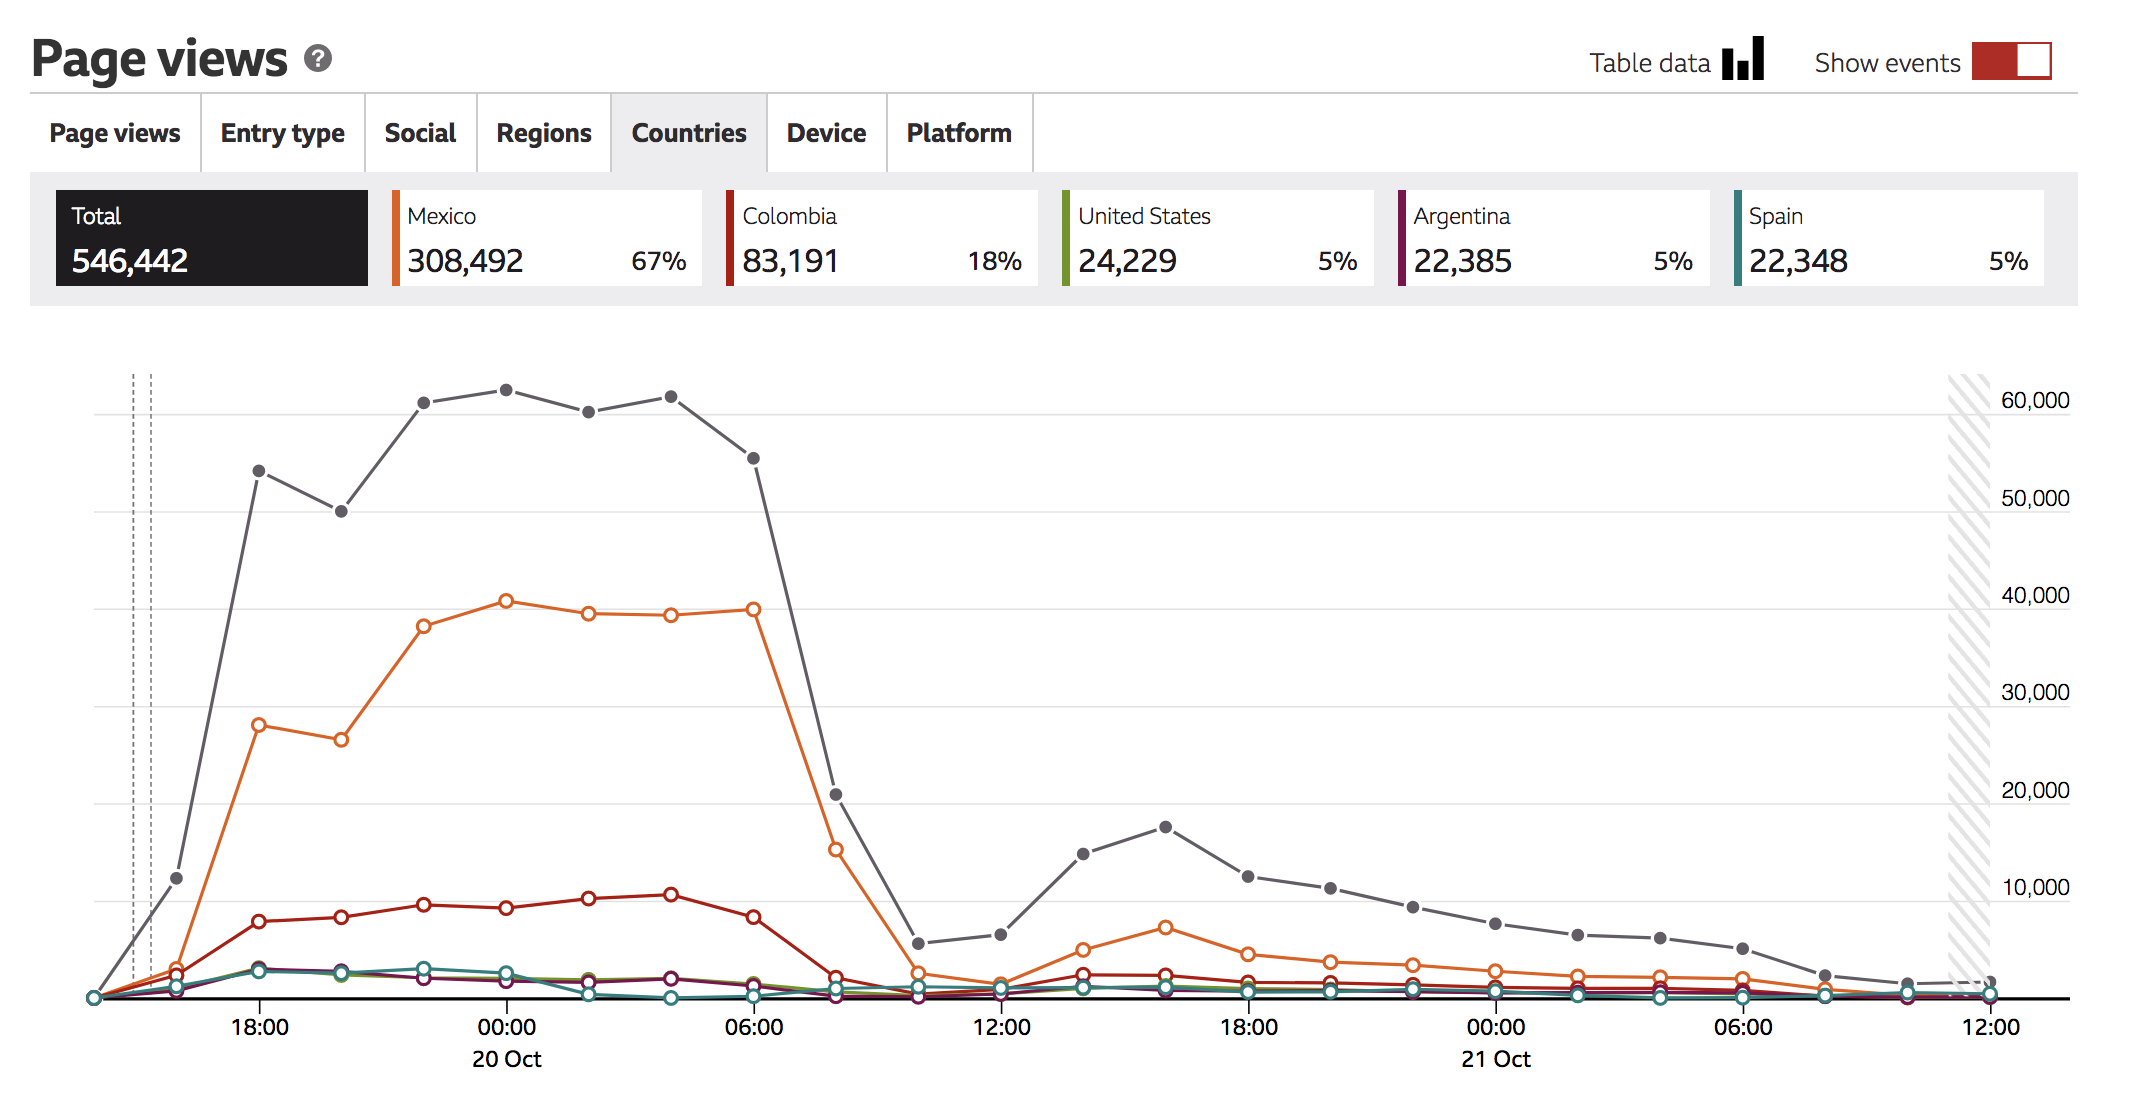 Page views ?
Table data
Show events
Page views
Entry type
Social
Regions
Countries
Device
Platform
Total
546,442
Mexico
308,492 67%
Colombia
83,191 18%
United States
24,229 5%
Argentina
22,385 5%
Spain
22,348 5%
60,000
50,000
40,000
30,000
20,000
10,000
18:00 00:00 06:00 12:00 18:00 00:00 06:00 12:00
20 Oct 21 Oct